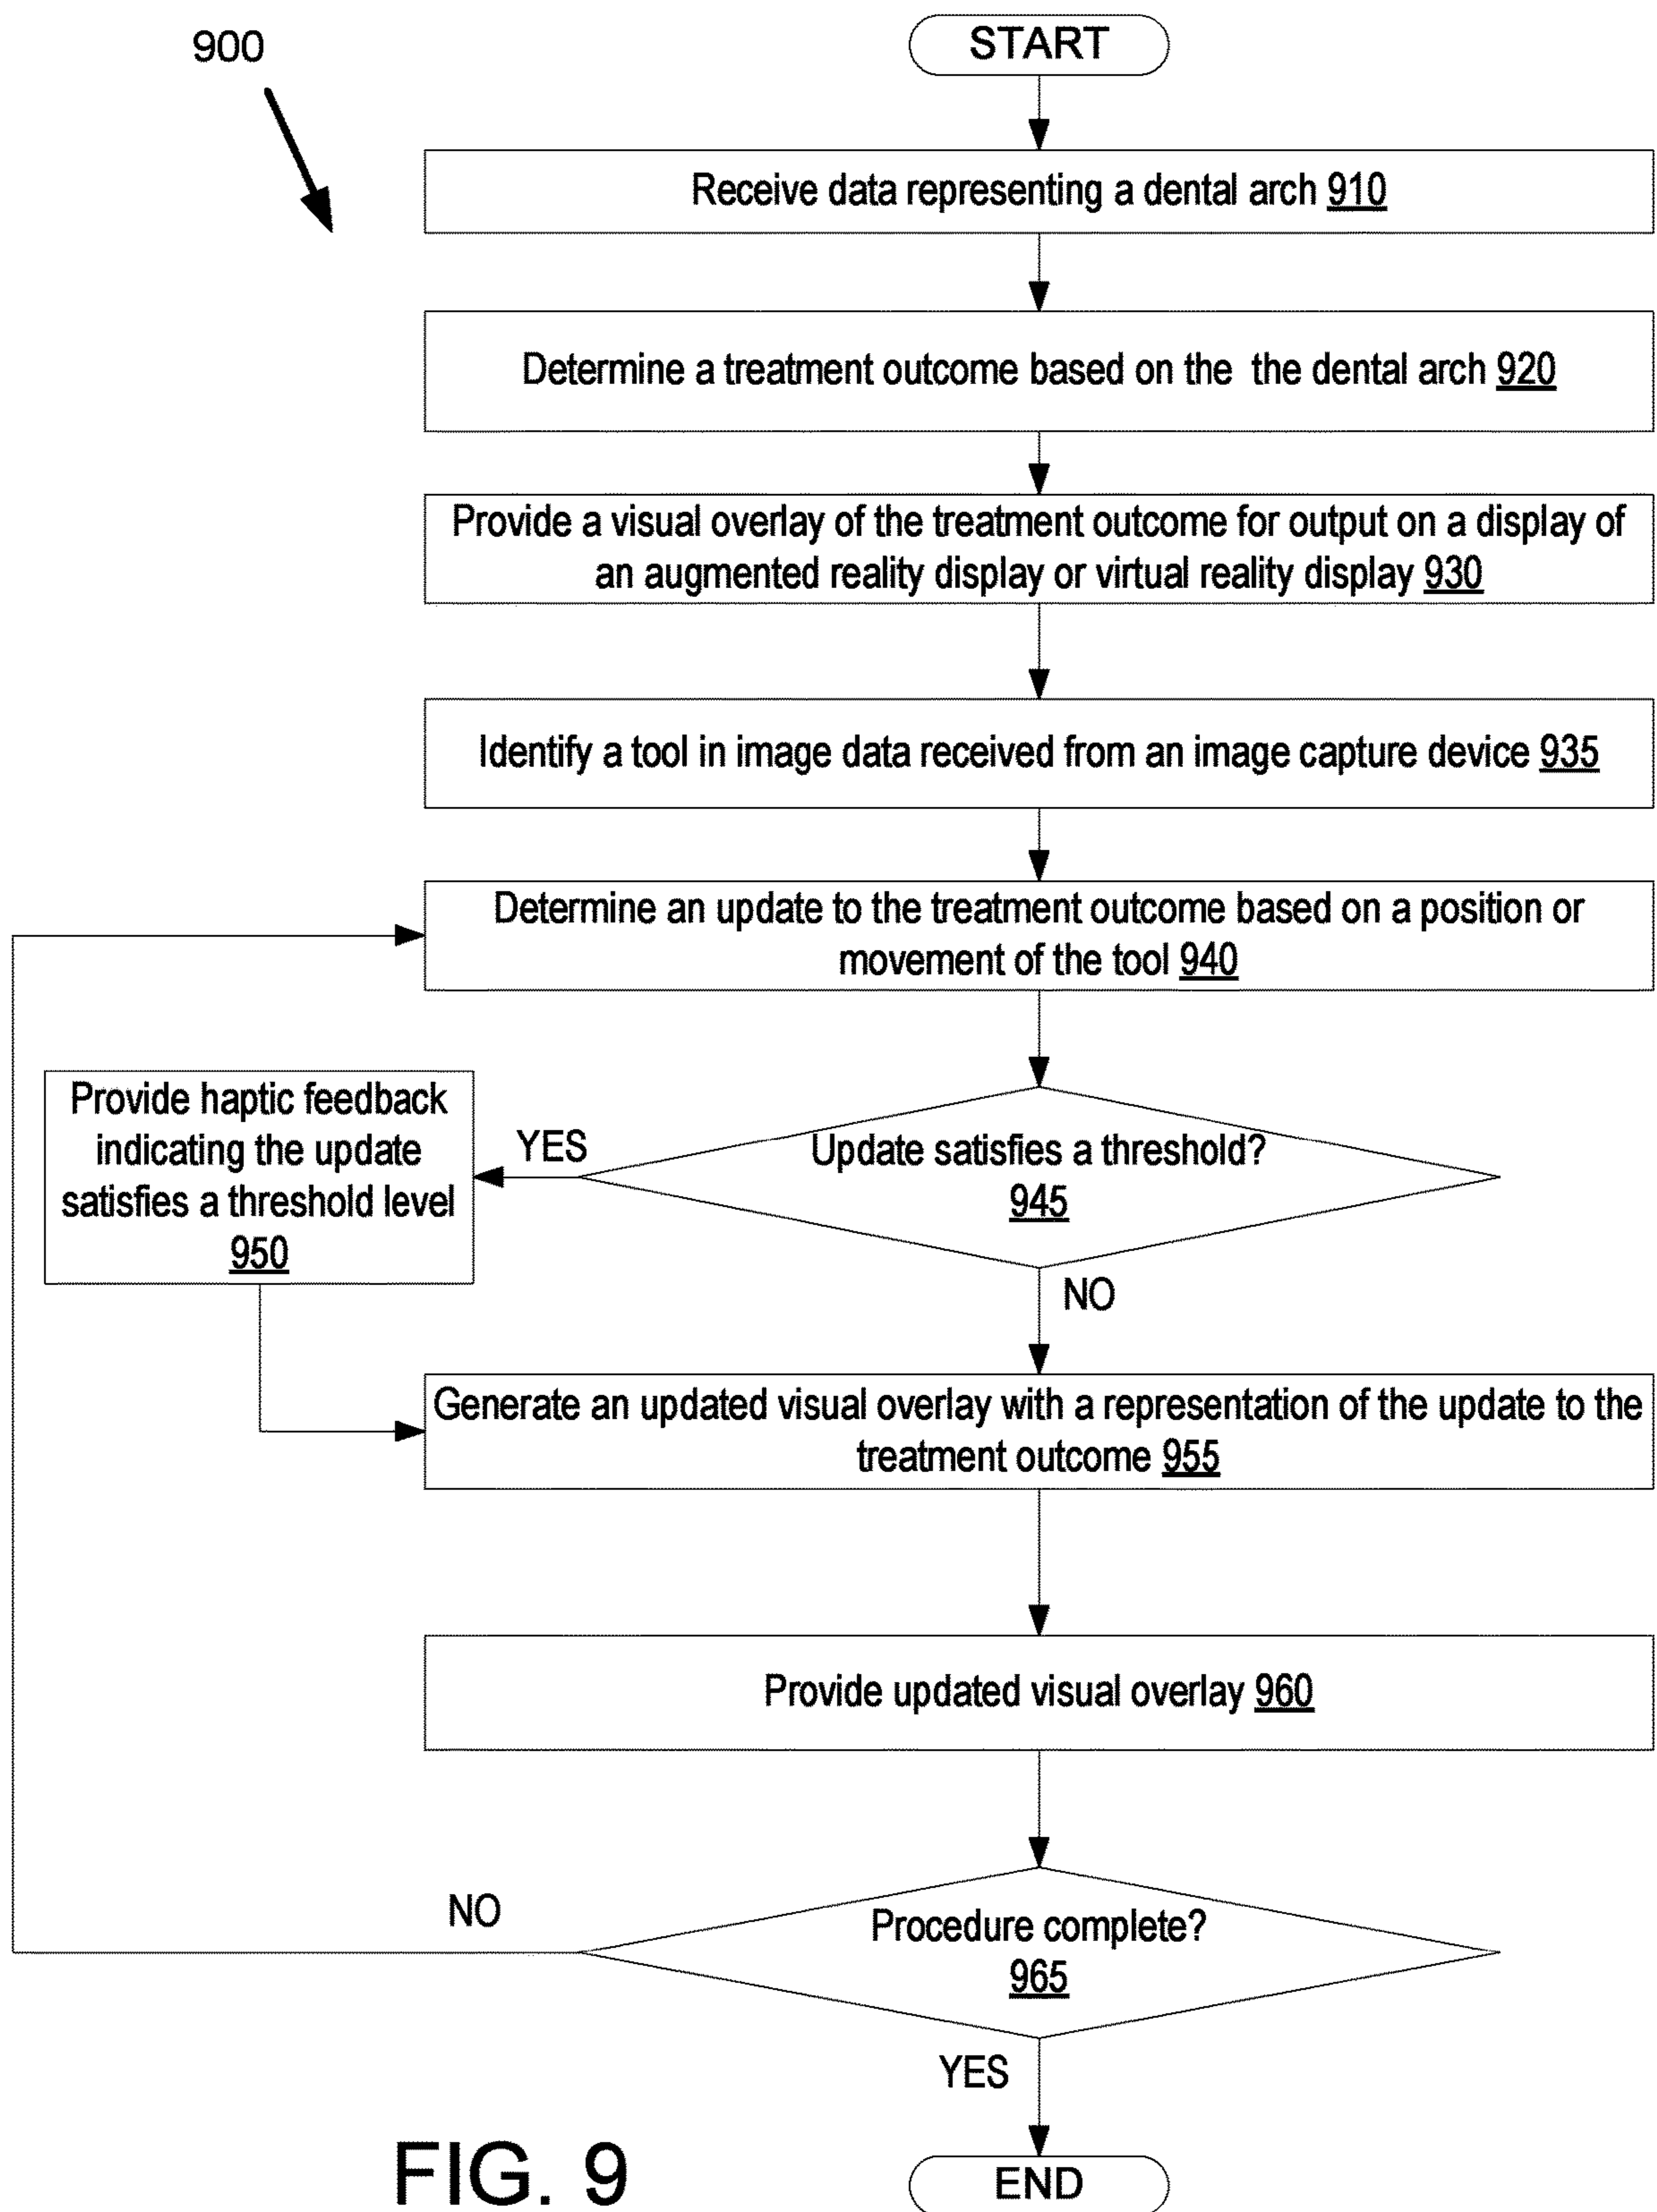 900
START
Receive data representing a dental arch 910
Determine a treatment outcome based on the the dental arch 920
Provide a visual overlay of the treatment outcome for output on a display of
an augmented reality display or virtual reality display 930
Identify a tool in image data received from an image capture device 935
Determine an update to the treatment outcome based on a position or
movement of the tool 940
Update satisfies a threshold?
945
YES
Provide haptic feedback
indicating the update
satisfies a threshold level
950
NO
Generate an updated visual overlay with a representation of the update to the
treatment outcome 955
Provide updated visual overlay 960
Procedure complete?
965
NO
YES
END
FIG. 9